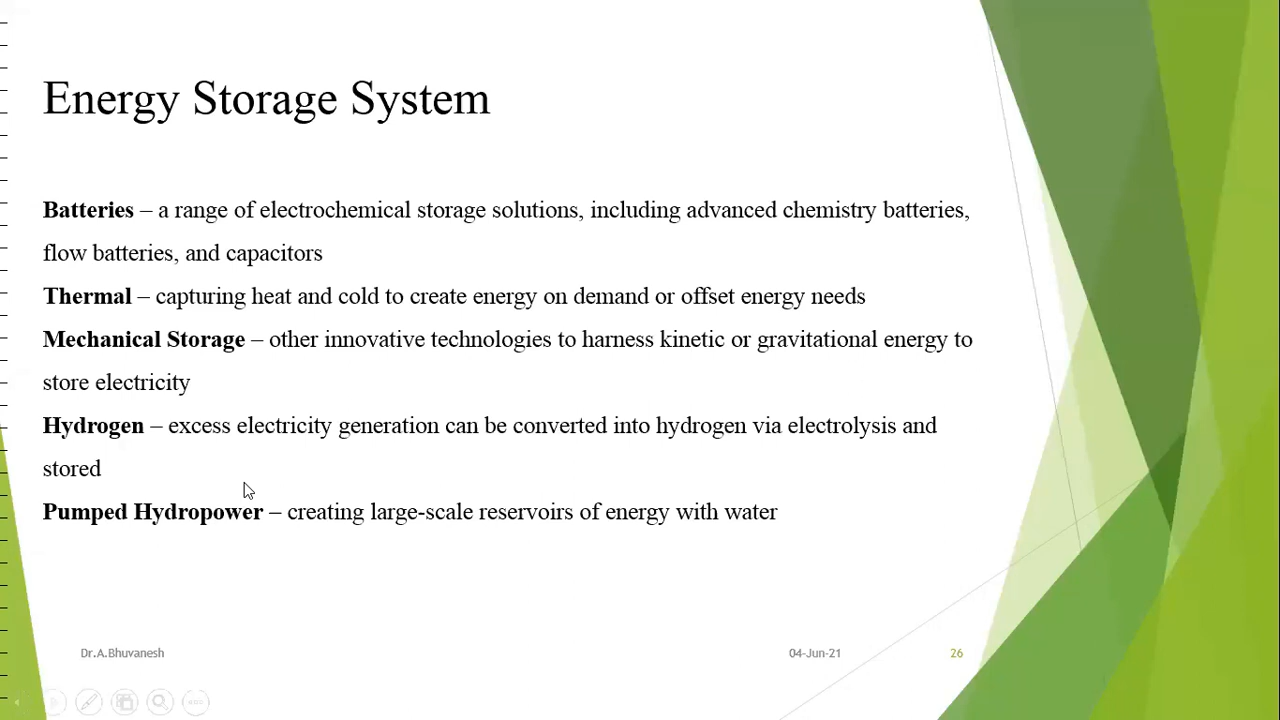 Energy Storage System
Batteries – a range of electrochemical storage solutions, including advanced chemistry batteries,
flow batteries, and capacitors
Thermal – capturing heat and cold to create energy on demand or offset energy needs
Mechanical Storage – other innovative technologies to harness kinetic or gravitational energy to
store electricity
Hydrogen – excess electricity generation can be converted into hydrogen via electrolysis and
stored
Pumped Hydropower – creating large-scale reservoirs of energy with water
Dr.A.Bhuvanesh
04-Jun-21
26